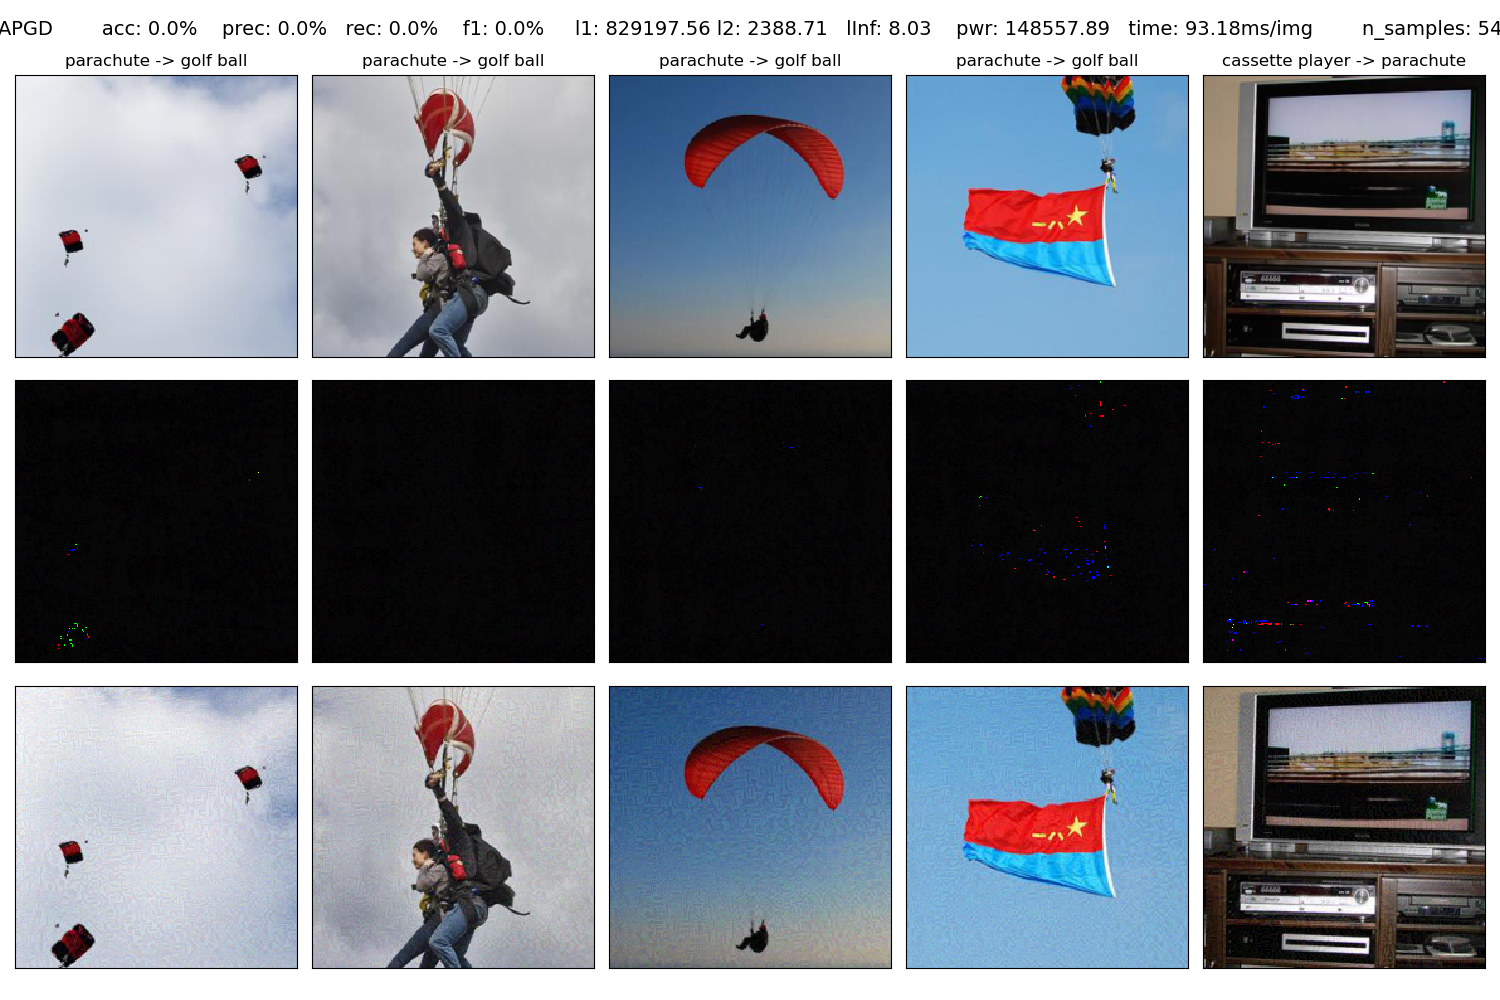 APGD acc: 0.0% prec: 0.0% rec: 0.0% f1: 0.0% l1: 829197.56 l2: 2388.71 lInf: 8.03 pwr: 148557.89 time: 93.18ms/img n_samples: 54
parachute -> golf ball parachute -> golf ball parachute -> golf ball parachute -> golf ball cassette player -> parachute